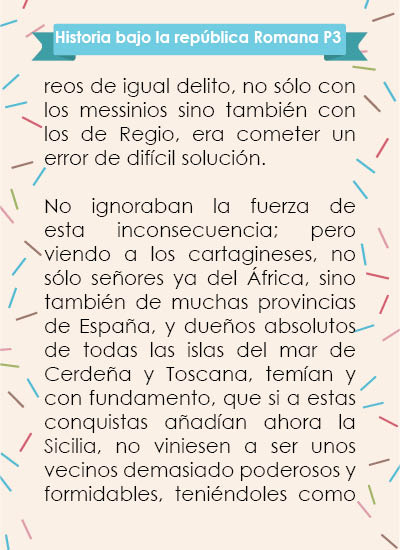 Historia bajo la república Romana P3
reos de igual delito, no sólo con
los messinios sino también con
los de Regio, era cometer un
error de difícil solución.
No ignoraban la fuerza de
esta inconsecuencia; pero
viendo a los cartagineses, no
sólo señores ya del África, sino
también de muchas provincias
de España, y dueños absolutos
de todas las islas del mar de
Cerdeña y Toscana, temían y
con fundamento, que si a estas
conquistas añadían ahora la
Sicilia, no viniesen a ser unos
vecinos demasiado poderosos y
formidables, teniéndoles como